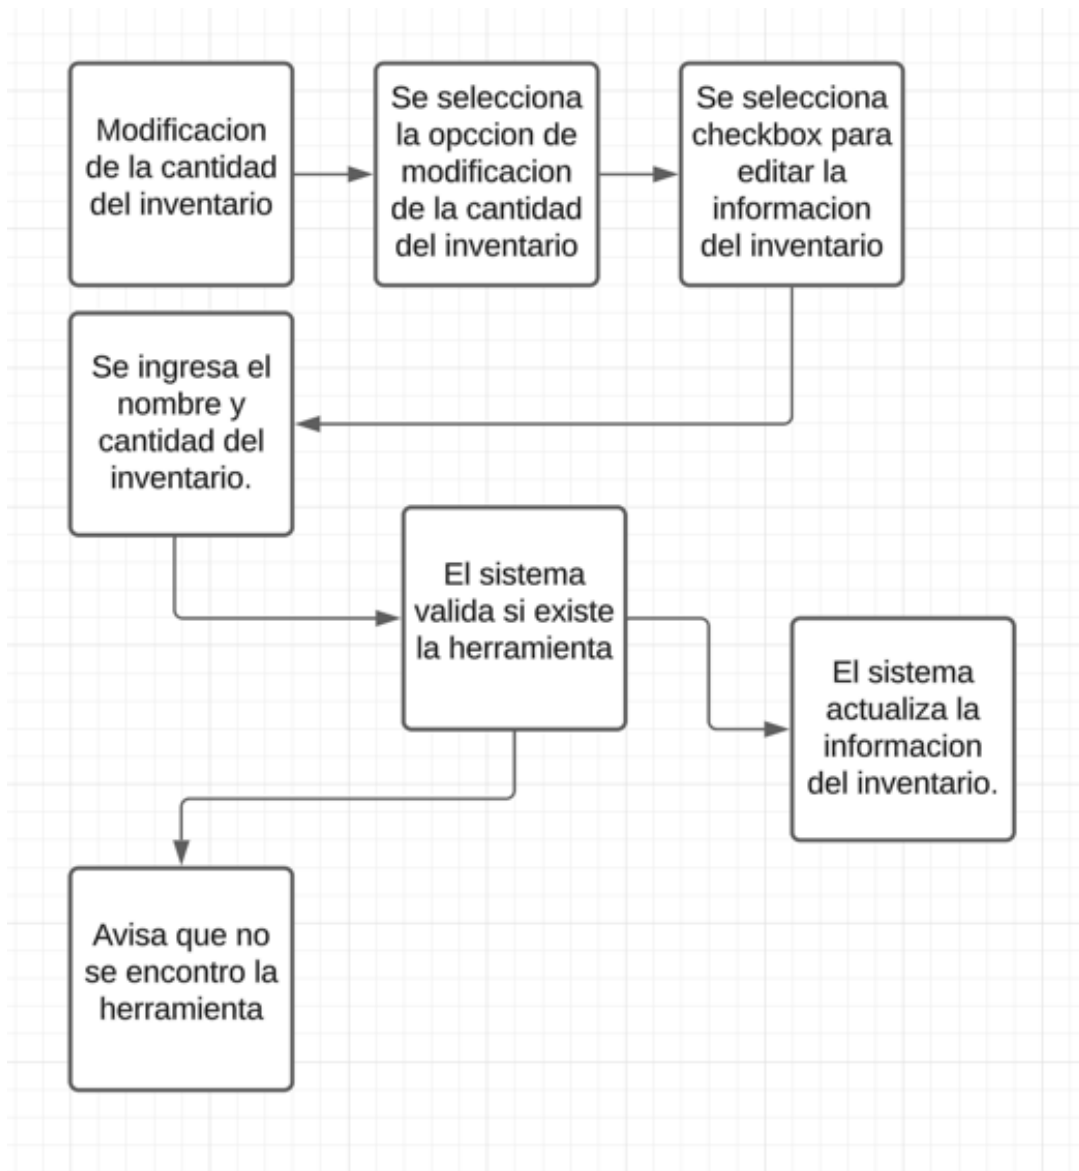 Modificacion
de la cantidad
del inventario
Se selecciona
la opccion de
modificacion
de la cantidad
del inventario
Se selecciona
checkbox para
editar la
informacion
del inventario
Se ingresa el
nombre y
cantidad del
inventario.
El sistema
valida si existe
la herramienta
El sistema
actualiza la
informacion
del inventario.
Avisa que no
se encontro la
herramienta